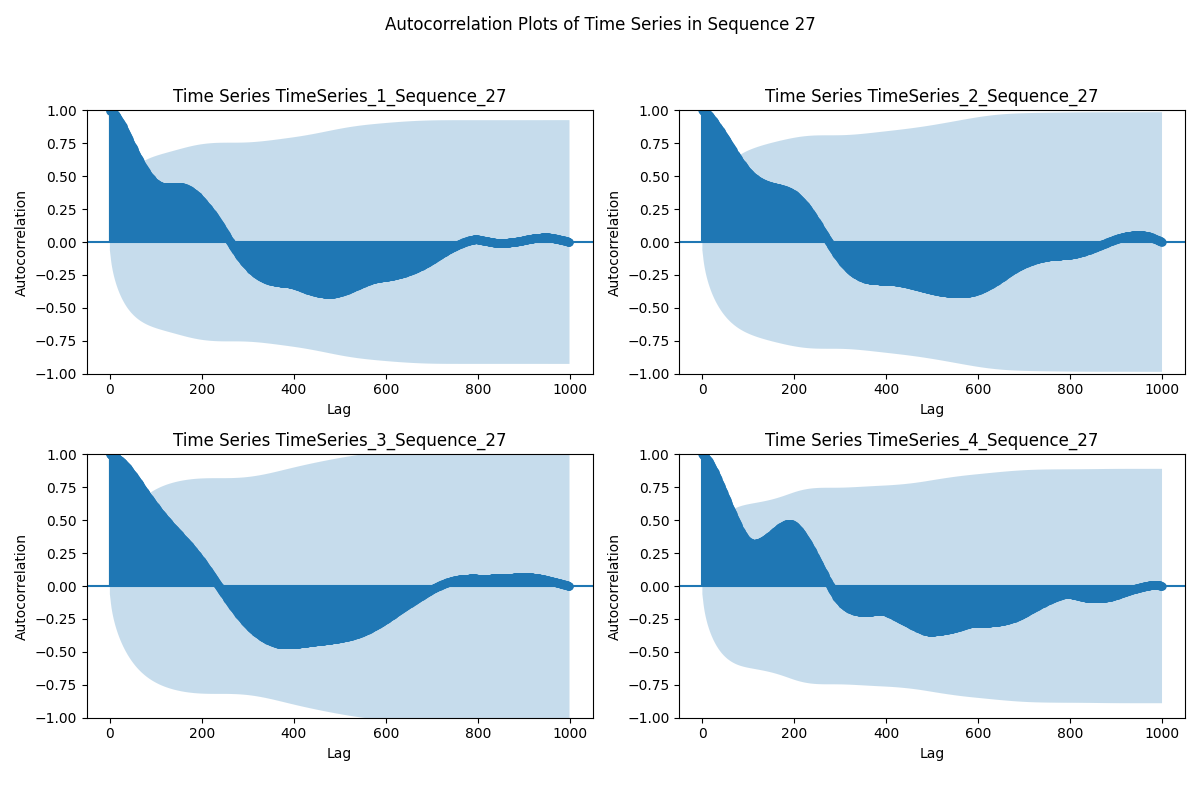 Autocorrelation Plots of Time Series in Sequence 27
Time Series TimeSeries_1_Sequence_27
1.00
0.75
0.50
0.25
0.00
−0.25
−0.50
−0.75
−1.00
Autocorrelation
0 200 400 600 800 1000
Lag
Time Series TimeSeries_2_Sequence_27
1.00
0.75
0.50
0.25
0.00
−0.25
−0.50
−0.75
−1.00
Autocorrelation
0 200 400 600 800 1000
Lag
Time Series TimeSeries_3_Sequence_27
1.00
0.75
0.50
0.25
0.00
−0.25
−0.50
−0.75
−1.00
Autocorrelation
0 200 400 600 800 1000
Lag
Time Series TimeSeries_4_Sequence_27
1.00
0.75
0.50
0.25
0.00
−0.25
−0.50
−0.75
−1.00
Autocorrelation
0 200 400 600 800 1000
Lag